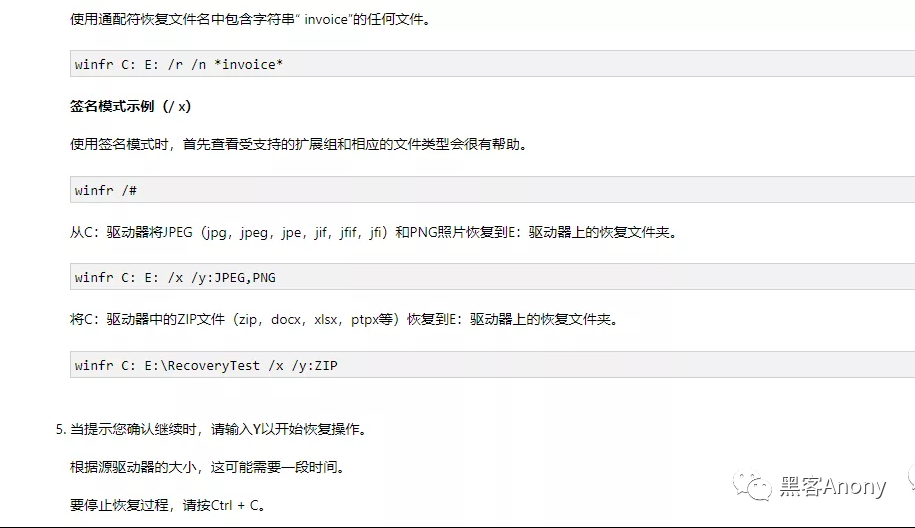 使用通配符恢复文件名中包含字符串“ invoice”的任何文件。
winfr C: E: /r /n *invoice*
签名模式示例（/ x）
使用签名模式时，首先查看受支持的扩展组和相应的文件类型会很有帮助。
winfr /#
从C：驱动器将JPEG（jpg，jpeg，jpe，jif，jfif，jfi）和PNG照片恢复到E：驱动器上的恢复文件夹。
winfr C: E: /x /y:JPEG,PNG
将C：驱动器中的ZIP文件（zip，docx，xlsx，ptpx等）恢复到E：驱动器上的恢复文件夹。
winfr C: E:\RecoveryTest /x /y:ZIP
5. 当提示您确认继续时，请输入Y以开始恢复操作。
根据源驱动器的大小，这可能需要一段时间。
要停止恢复过程，请按Ctrl + C。
黑客Anony